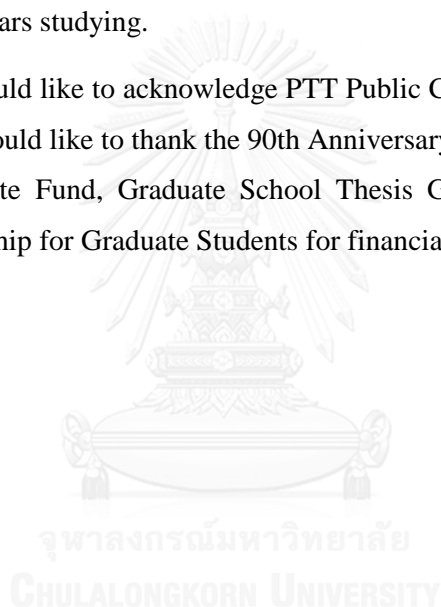 ars studying.
uld like to acknowledge PTT Public C
ould like to thank the 90th Anniversary
te Fund, Graduate School Thesis G
hip for Graduate Students for financial
จุฬาลงกรณ์มหาวิทยาลัย
CHULALONGKORN UNIVERSITY